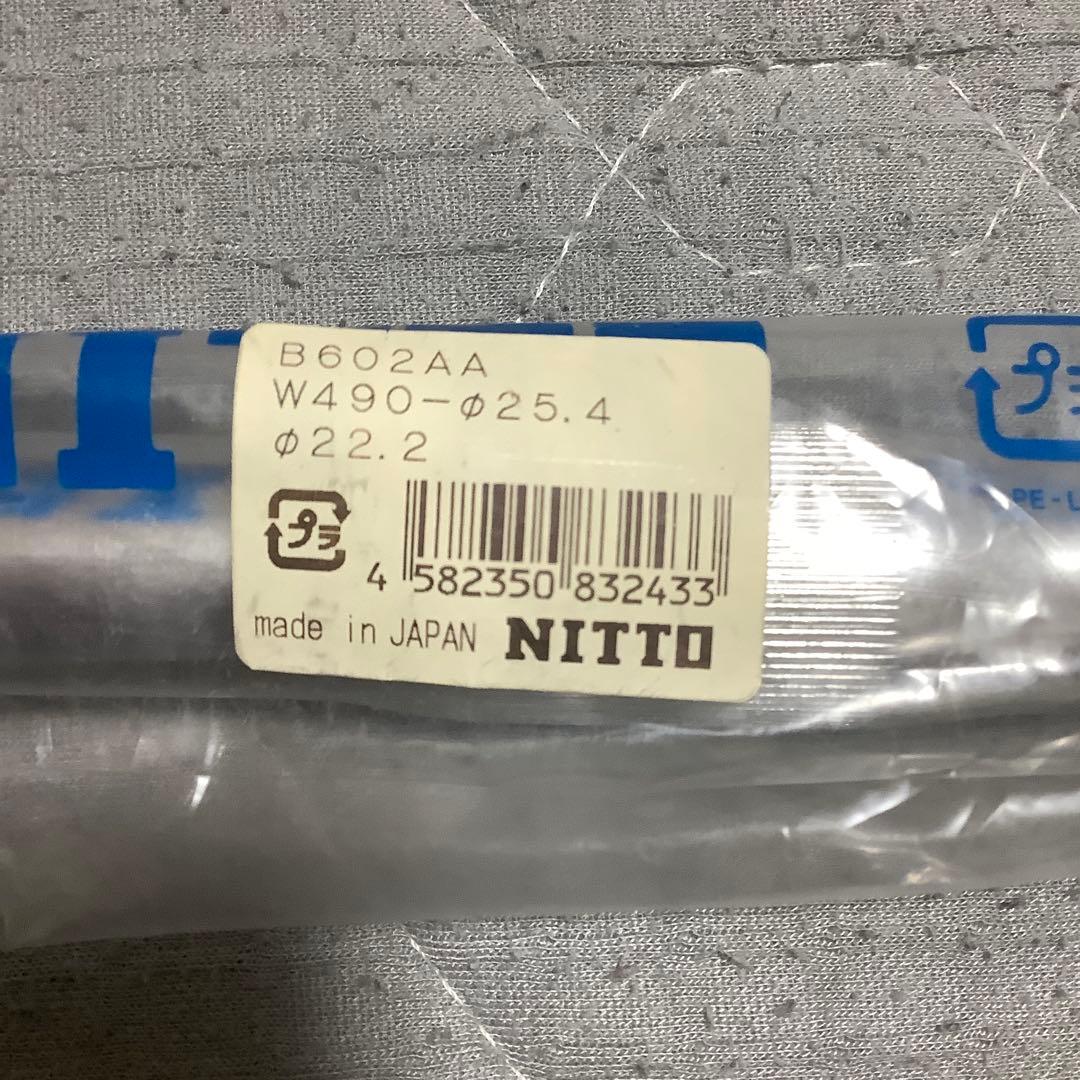 B602AA
W490-φ25.4
φ22.2
プラ
4 582350 832433
made in JAPAN NITTO
プラ
PE-L